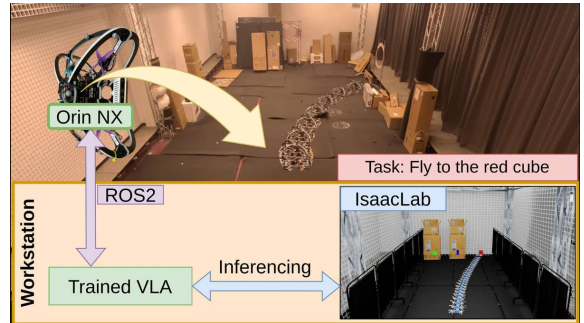 Orin NX
Task: Fly to the red cube
ROS2
IsaacLab
Workstation
Inferencing
Trained VLA